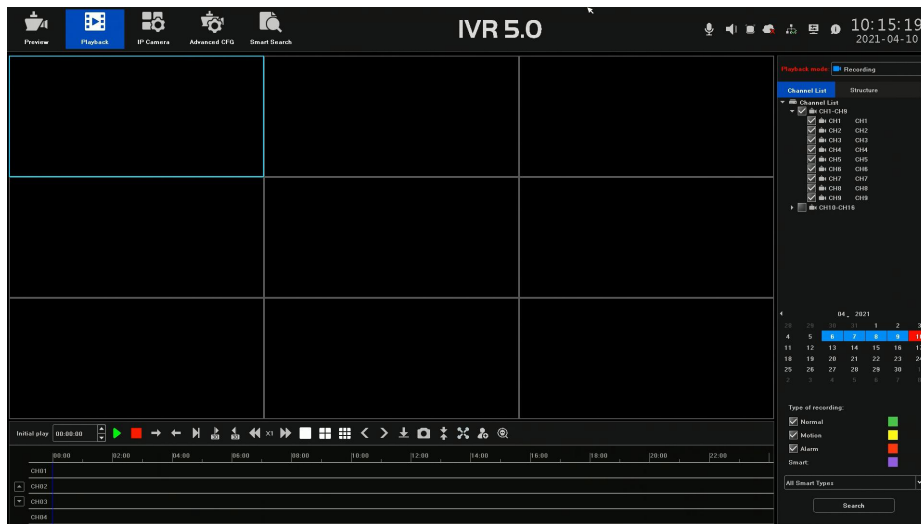 IVR 5.0
10:15:19
2021-04-10
Preview Playback IP Camera Advanced CFG Smart Search
Playback mode Recording
Channel List Structure
Channel List
CH1-CH9
CH1 CH1
CH2 CH2
CH3 CH3
CH4 CH4
CH5 CH5
CH6 CH6
CH7 CH7
CH8 CH8
CH9 CH9
CH10-CH16
04, 2021
28 29 30 31 1 2 3
4 5 6 7 8 9 10
11 12 13 14 15 16 17
18 19 20 21 22 23 24
25 26 27 28 29 30 1
2 3 4 5 6 7 8
Type of recording:
Normal
Motion
Alarm
Smart:
All Smart Types
Search
Initial play 00:00:00 30 30 X1
00:00 02:00 04:00 06:00 08:00 10:00 12:00 14:00 16:00 18:00 20:00 22:00
CH01
CH02
CH03
CH04